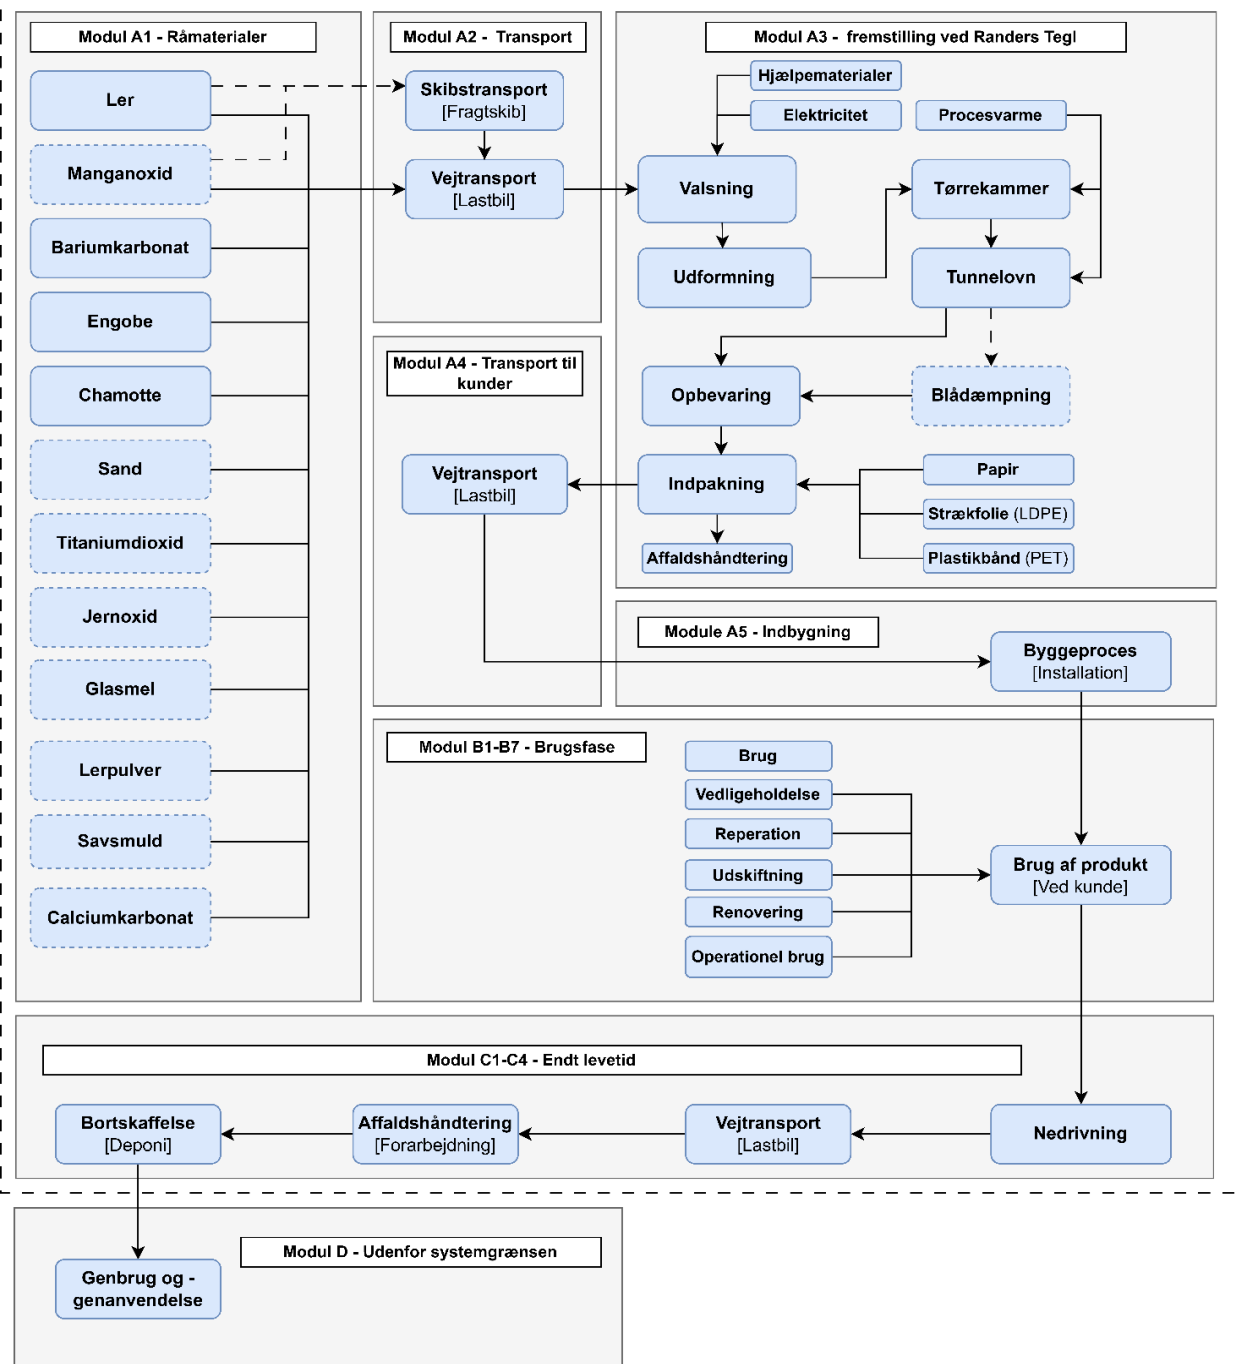 Modul A1 - Råmaterialer
Ler
Manganoxid
Bariumkarbonat
Engobe
Chamotte
Sand
Titaniumdioxid
Jernoxid
Glasmel
Lerpulver
Savsmuld
Calciumkarbonat
Modul A2 - Transport
Skibstransport
[Fragtskib]
Vejtransport
[Lastbil]
Modul A3 - fremstilling ved Randers Tegl
Hjælpematerialer
Elektricitet
Procesvarme
Valsning
Tørrekammer
Udformning
Tunnelovn
Opbevaring
Blådæmpning
Indpakning
Papir
Strækfolie (LDPE)
Plastikbånd (PET)
Affaldshåndtering
Modul A4 - Transport til
kunder
Vejtransport
[Lastbil]
Module A5 - Indbygning
Byggeproces
[Installation]
Modul B1-B7 - Brugsfase
Brug
Vedligeholdelse
Reperation
Udskiftning
Renovering
Operationel brug
Brug af produkt
[Ved kunde]
Modul C1-C4 - Endt levetid
Bortskaffelse
[Deponi]
Affaldshåndtering
[Forarbejdning]
Vejtransport
[Lastbil]
Nedrivning
Modul D - Udenfor systemgrænsen
Genbrug og -
genanvendelse